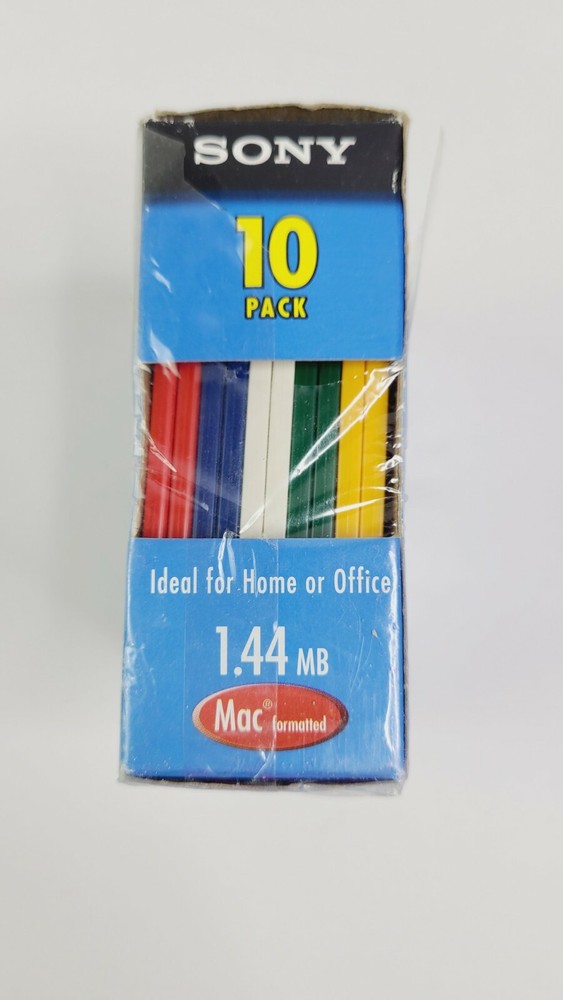 SONY
10
PACK
Ideal for Home or Office
1.44 MB
Mac® formatted